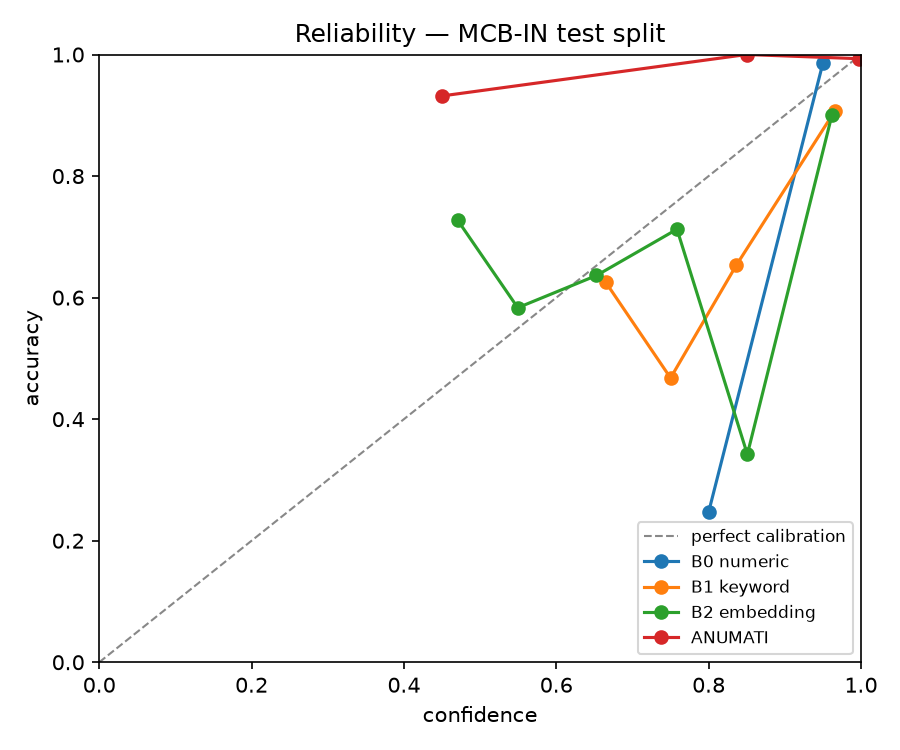 Reliability — MCB-IN test split
accuracy
1.0
0.8
0.6
0.4
0.2
0.0
0.0 0.2 0.4 0.6 0.8 1.0
confidence
perfect calibration
B0 numeric
B1 keyword
B2 embedding
ANUMATI